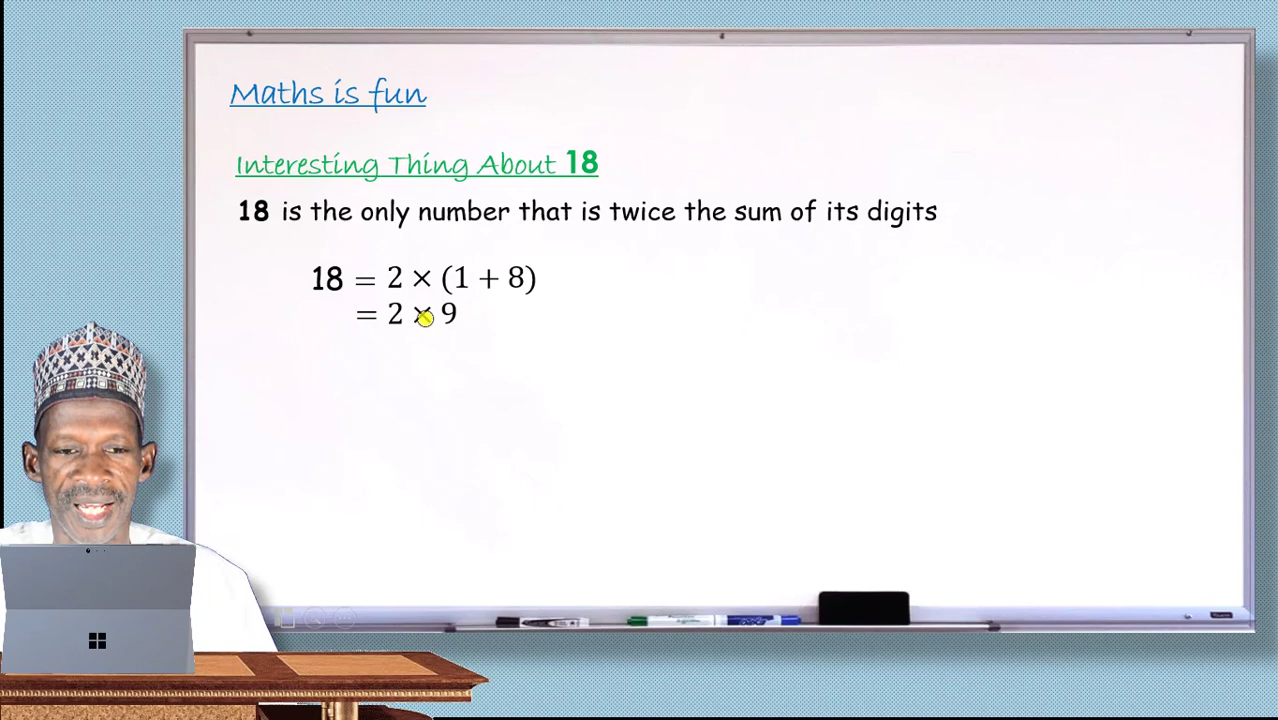 Maths is fun
Interesting Thing About 18
18 is the only number that is twice the sum of its digits
18 = 2 × (1 + 8)
= 2 × 9